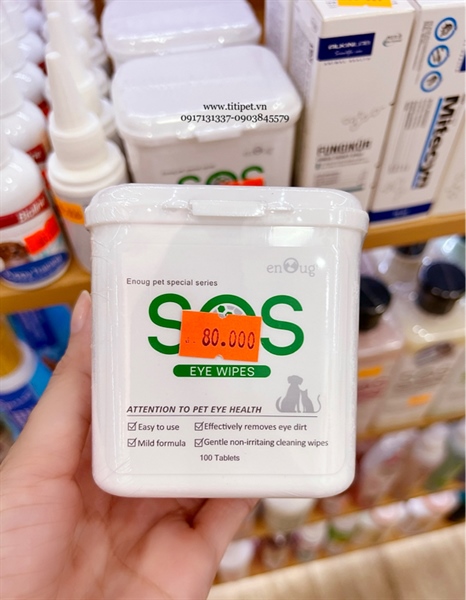 www.titipet.vn
0917131337-0903845579
enoug
Enoug pet special series
SOS
80.000
EYE WIPES
ATTENTION TO PET EYE HEALTH
Easy to use
Effectively removes eye dirt
Mild formula
Gentle non-irritaing cleaning wipes
100 Tablets